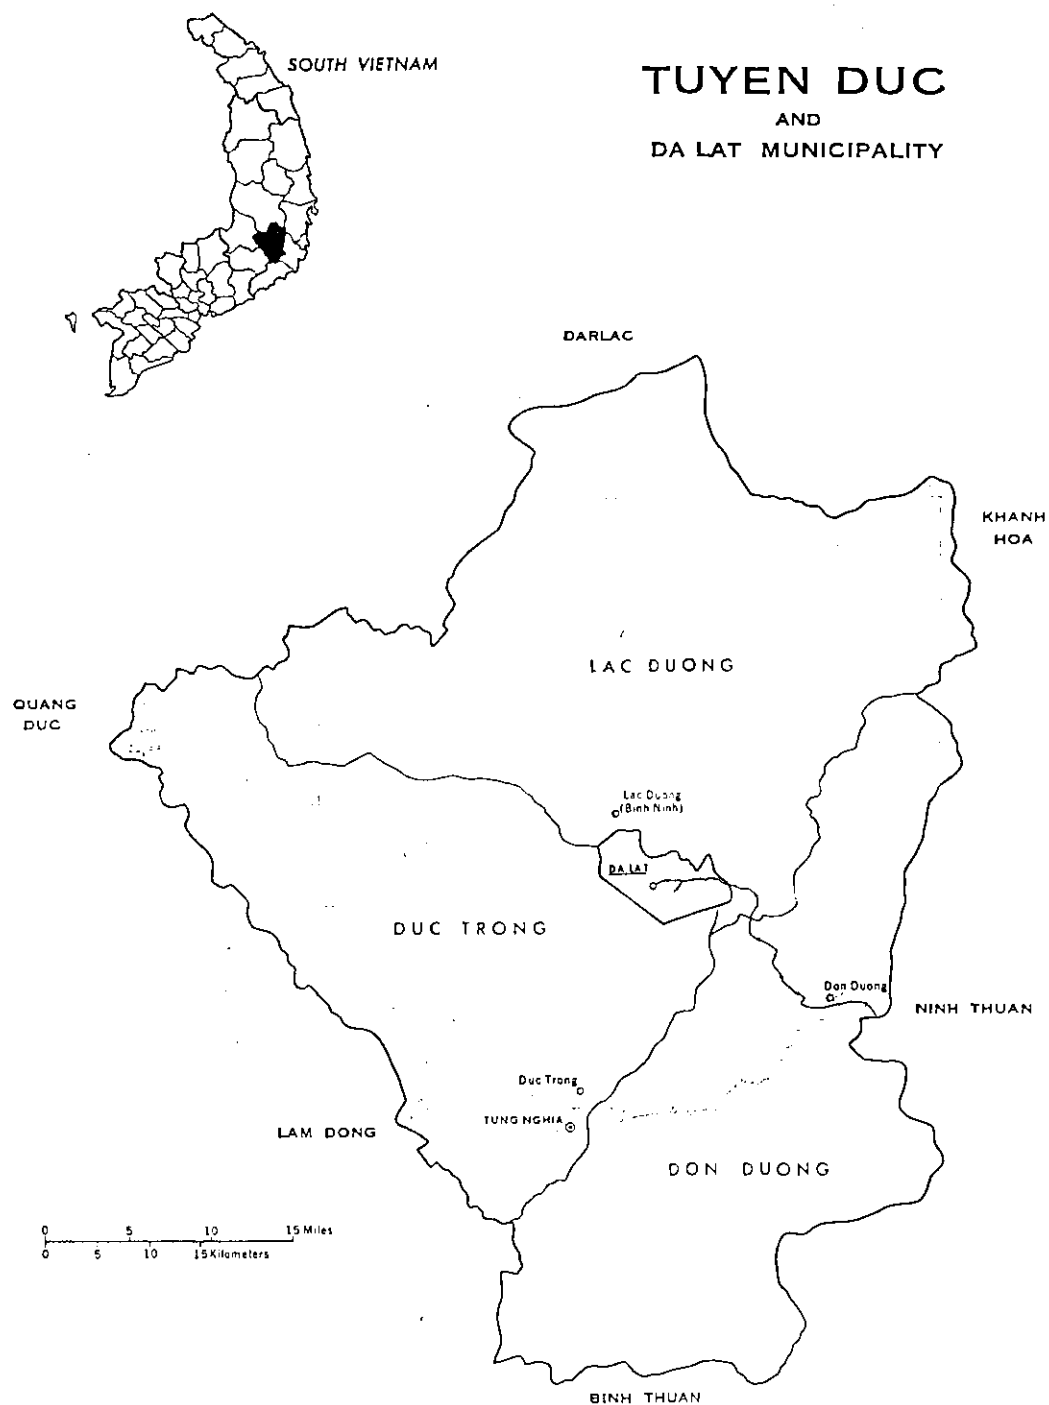 SOUTH VIETNAM
TUYEN DUC
AND
DA LAT MUNICIPALITY
DARLAC
KHANH
HOA
LAC DUONG
QUANG
DUC
Lac Duong
(Binh Ninh)
DA LAT
DUC TRONG
Don Duong
NINH THUAN
Duc Trong
TUNG NGHIA
LAM DONG
DON DUONG
0 5 10 15 Miles
0 5 10 15 Kilometers
BINH THUAN